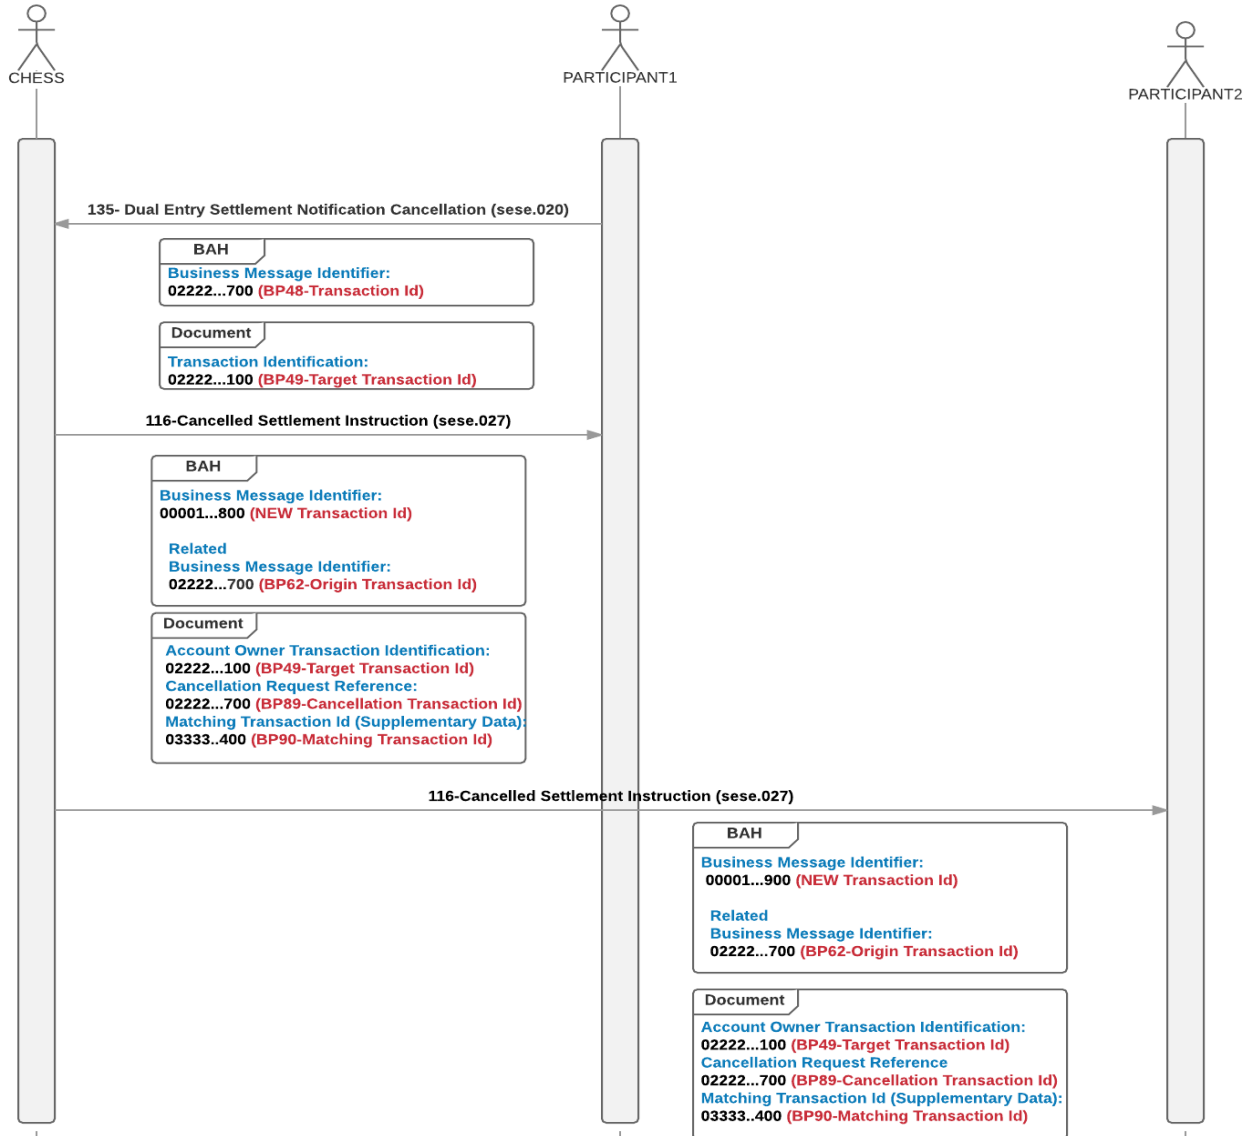 CHESS
PARTICIPANT1
PARTICIPANT2
135- Dual Entry Settlement Notification Cancellation (sese.020)
BAH
Business Message Identifier:
02222...700 (BP48-Transaction Id)
Document
Transaction Identification:
02222...100 (BP49-Target Transaction Id)
116-Cancelled Settlement Instruction (sese.027)
BAH
Business Message Identifier:
00001...800 (NEW Transaction Id)
Related
Business Message Identifier:
02222...700 (BP62-Origin Transaction Id)
Document
Account Owner Transaction Identification:
02222...100 (BP49-Target Transaction Id)
Cancellation Request Reference:
02222...700 (BP89-Cancellation Transaction Id)
Matching Transaction Id (Supplementary Data):
03333..400 (BP90-Matching Transaction Id)
116-Cancelled Settlement Instruction (sese.027)
BAH
Business Message Identifier:
00001...900 (NEW Transaction Id)
Related
Business Message Identifier:
02222...700 (BP62-Origin Transaction Id)
Document
Account Owner Transaction Identification:
02222...100 (BP49-Target Transaction Id)
Cancellation Request Reference
02222...700 (BP89-Cancellation Transaction Id)
Matching Transaction Id (Supplementary Data):
03333..400 (BP90-Matching Transaction Id)